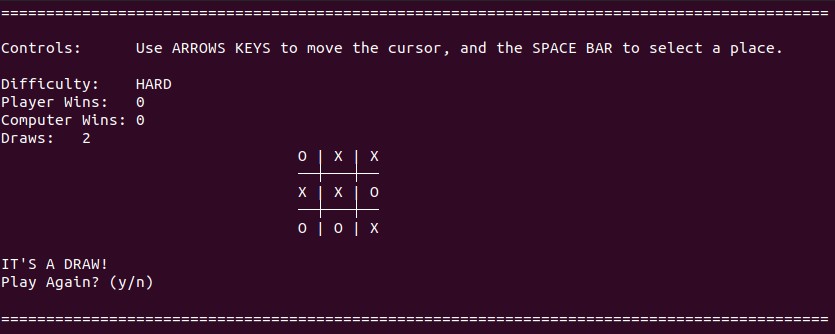 ============================================================================================
Controls:      Use ARROWS KEYS to move the cursor, and the SPACE BAR to select a place.
Difficulty:    HARD
Player Wins:   0
Computer Wins: 0
Draws:   2
O | X | X
X | X | O
O | O | X
IT'S A DRAW!
Play Again? (y/n)
============================================================================================